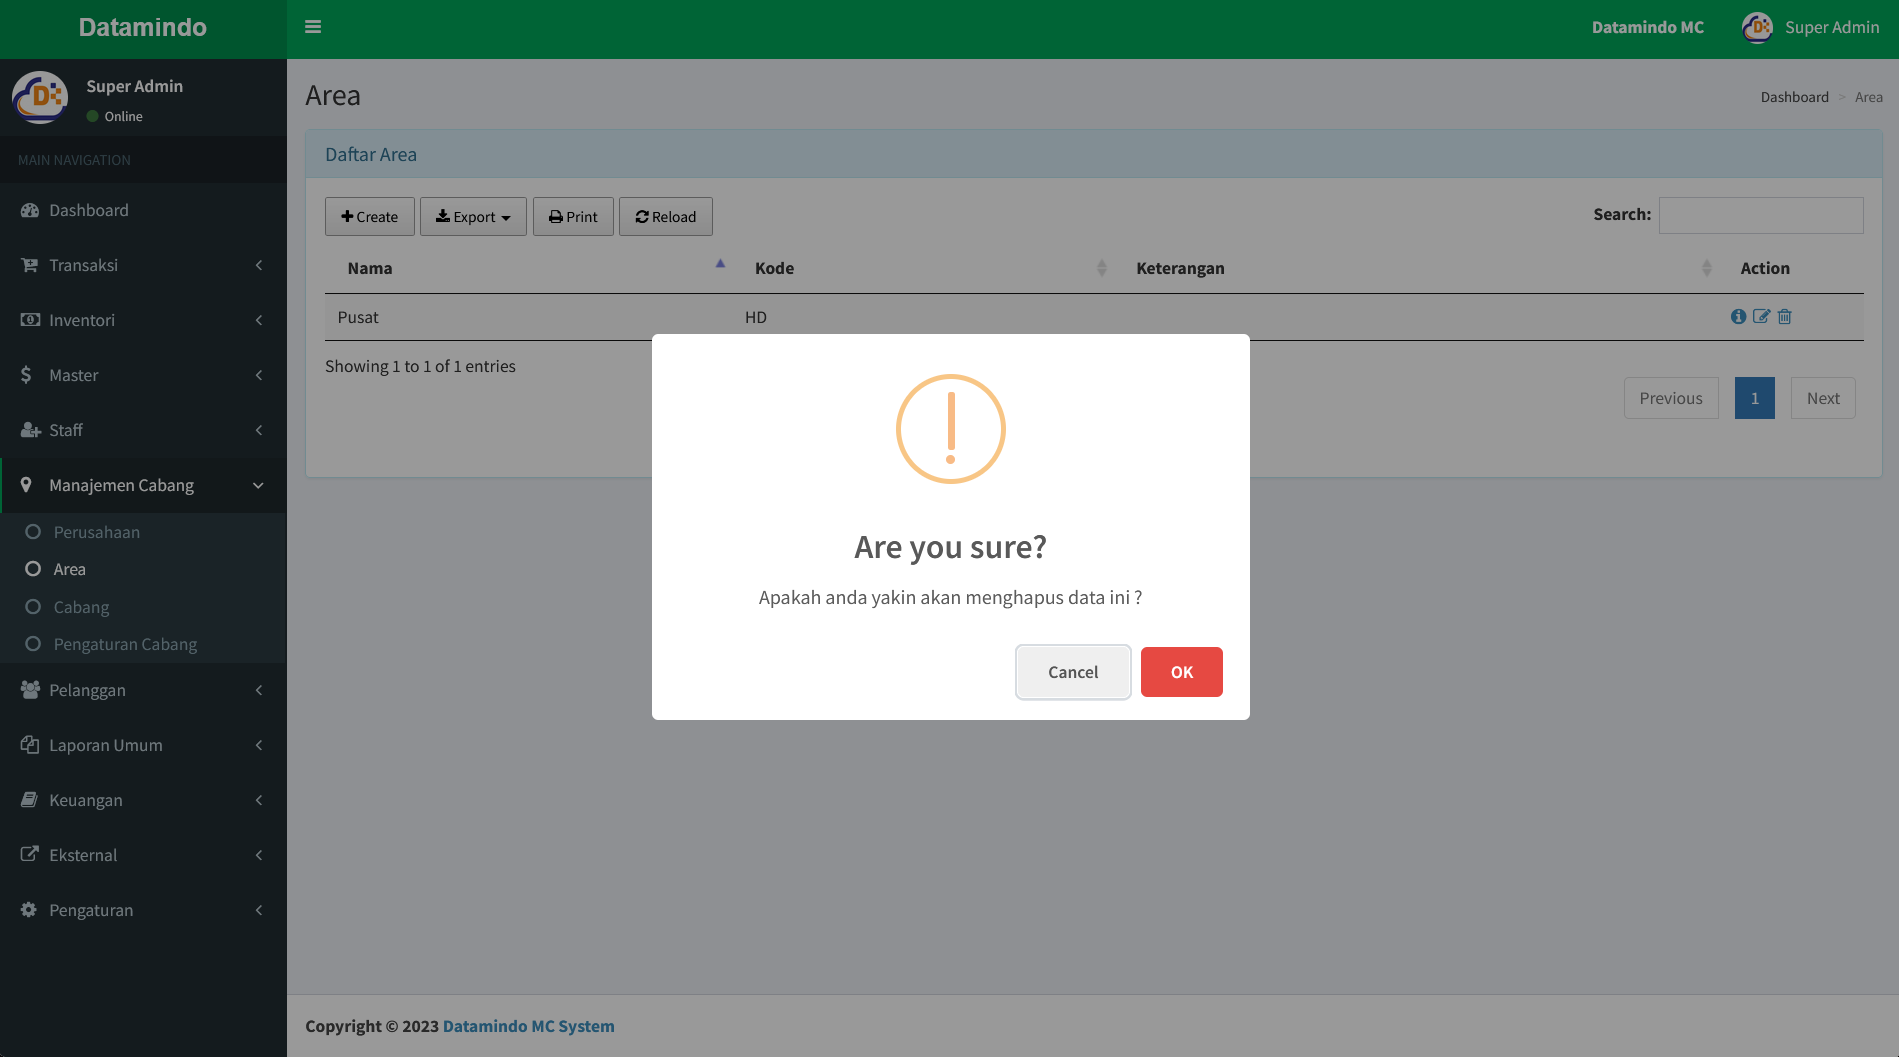 Datamindo
Datamindo MC
Super Admin
Super Admin
Online
MAIN NAVIGATION
Dashboard
Transaksi
Inventori
Master
Staff
Manajemen Cabang
Perusahaan
Area
Cabang
Pengaturan Cabang
Pelanggan
Laporan Umum
Keuangan
Eksternal
Pengaturan
Area
Dashboard > Area
Daftar Area
Create Export Print Reload
Search:
Nama Kode Keterangan Action
Pusat HD
Showing 1 to 1 of 1 entries
Previous 1 Next
Are you sure?
Apakah anda yakin akan menghapus data ini ?
Cancel OK
Copyright © 2023 Datamindo MC System